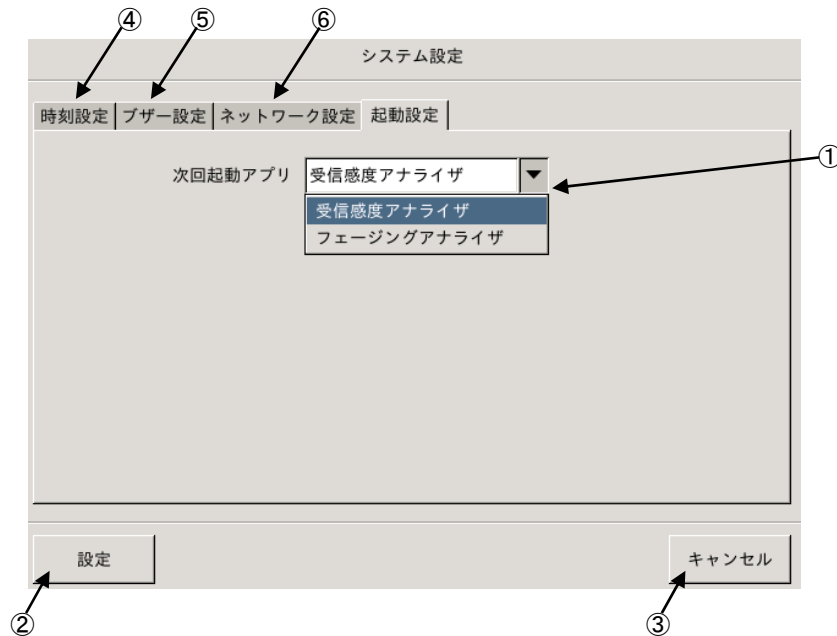 ④ ⑤ ⑥
システム設定
時刻設定 ブザー設定 ネットワーク設定 起動設定
①
次回起動アプリ 受信感度アナライザ
受信感度アナライザ
フェージングアナライザ
設定 キャンセル
② ③